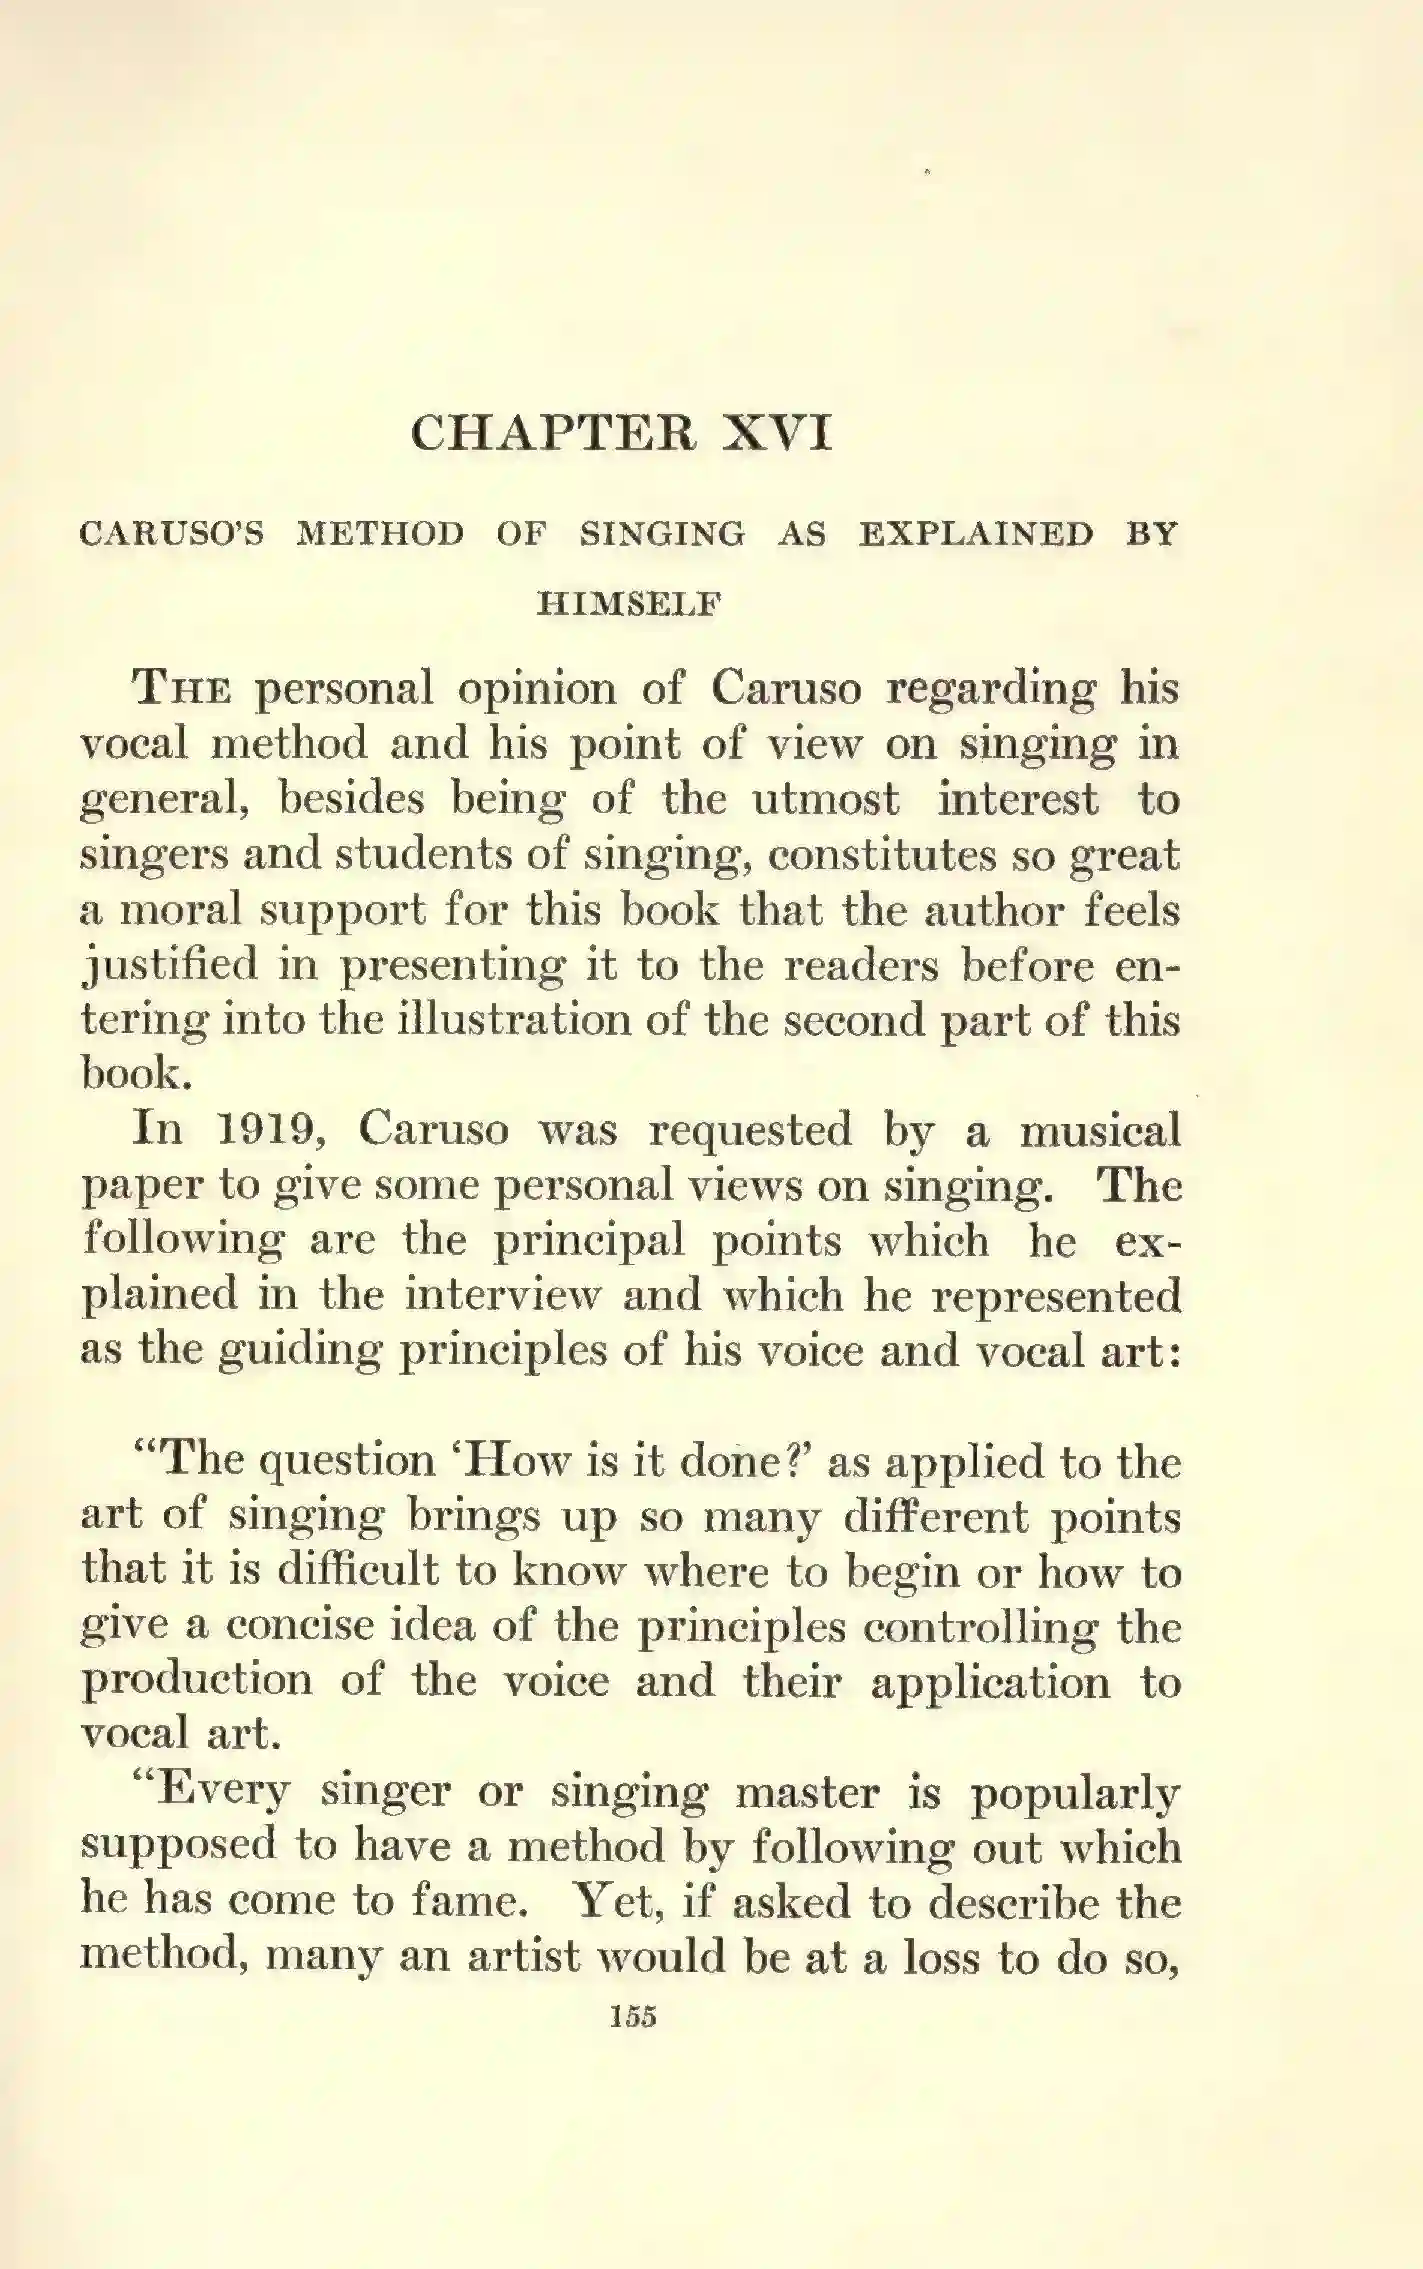 CHAPTER XVI
CARUSO'S METHOD OF SINGING AS EXPLAINED BY
HIMSELF
THE personal opinion of Caruso regarding his
vocal method and his point of view on singing in
general, besides being of the utmost interest to
singers and students of singing, constitutes so great
a moral support for this book that the author feels
justified in presenting it to the readers before en-
tering into the illustration of the second part of this
book.
In 1919, Caruso was requested by a musical
paper to give some personal views on singing. The
following are the principal points which he ex-
plained in the interview and which he represented
as the guiding principles of his voice and vocal art:
“The question ‘How is it done?’ as applied to the
art of singing brings up so many different points
that it is difficult to know where to begin or how to
give a concise idea of the principles controlling the
production of the voice and their application to
vocal art.
“Every singer or singing master is popularly
supposed to have a method by following out which
he has come to fame. Yet, if asked to describe the
method, many an artist would be at a loss to do so,
155